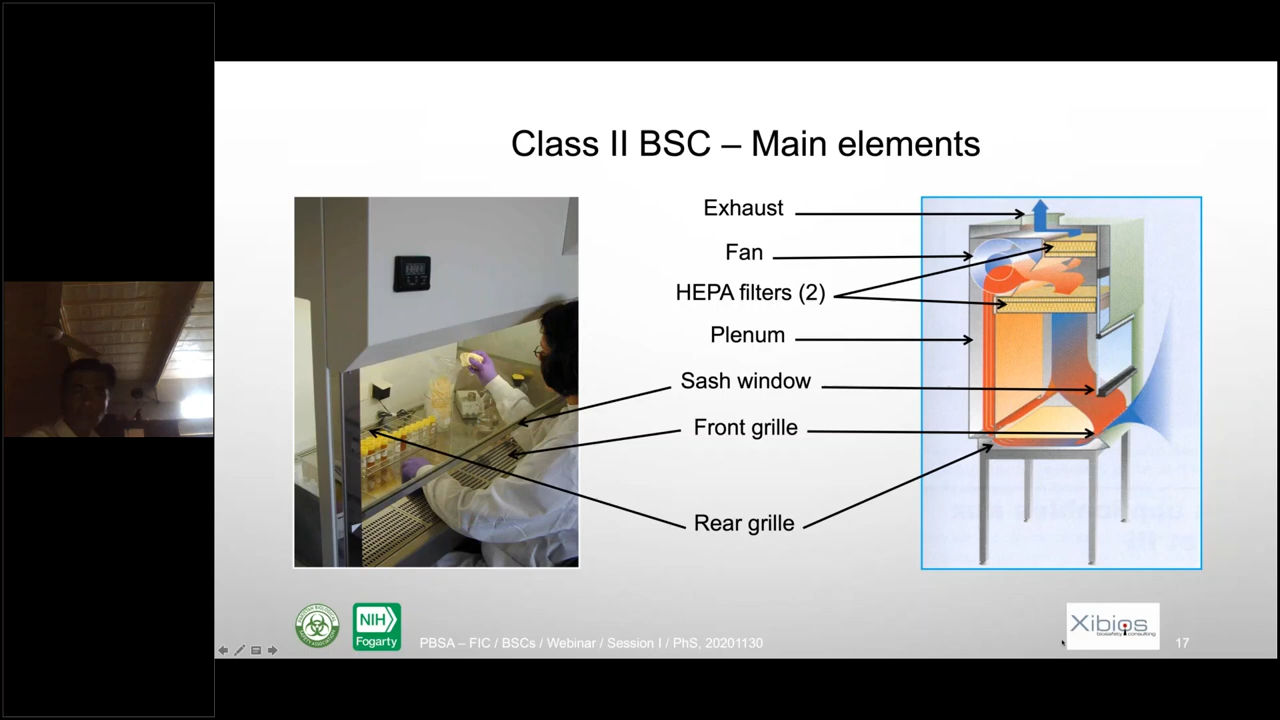 Class II BSC – Main elements
Exhaust
Fan
HEPA filters (2)
Plenum
Sash window
Front grille
Rear grille
NIH
Fogarty
PBSA – FIC / BSCs / Webinar / Session I / PhS, 20201130
Xibios
biosafety consulting
17